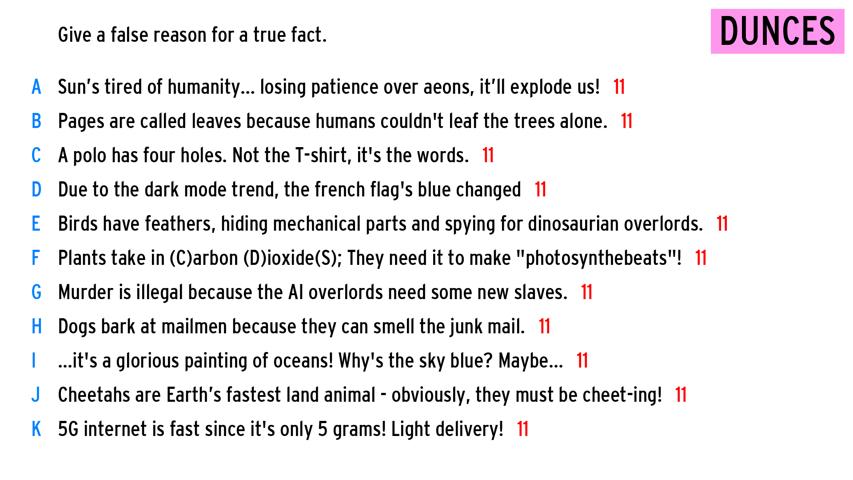 Give a false reason for a true fact.
DUNCES
A Sun's tired of humanity... losing patience over aeons, it'll explode us! 11
B Pages are called leaves because humans couldn't leaf the trees alone. 11
C A polo has four holes. Not the T-shirt, it's the words. 11
D Due to the dark mode trend, the french flag's blue changed 11
E Birds have feathers, hiding mechanical parts and spying for dinosaurian overlords. 11
F Plants take in (C)arbon (D)ioxide(S); They need it to make "photosynthebeats"! 11
G Murder is illegal because the AI overlords need some new slaves. 11
H Dogs bark at mailmen because they can smell the junk mail. 11
I ...it's a glorious painting of oceans! Why's the sky blue? Maybe... 11
J Cheetahs are Earth's fastest land animal - obviously, they must be cheet-ing! 11
K 5G internet is fast since it's only 5 grams! Light delivery! 11